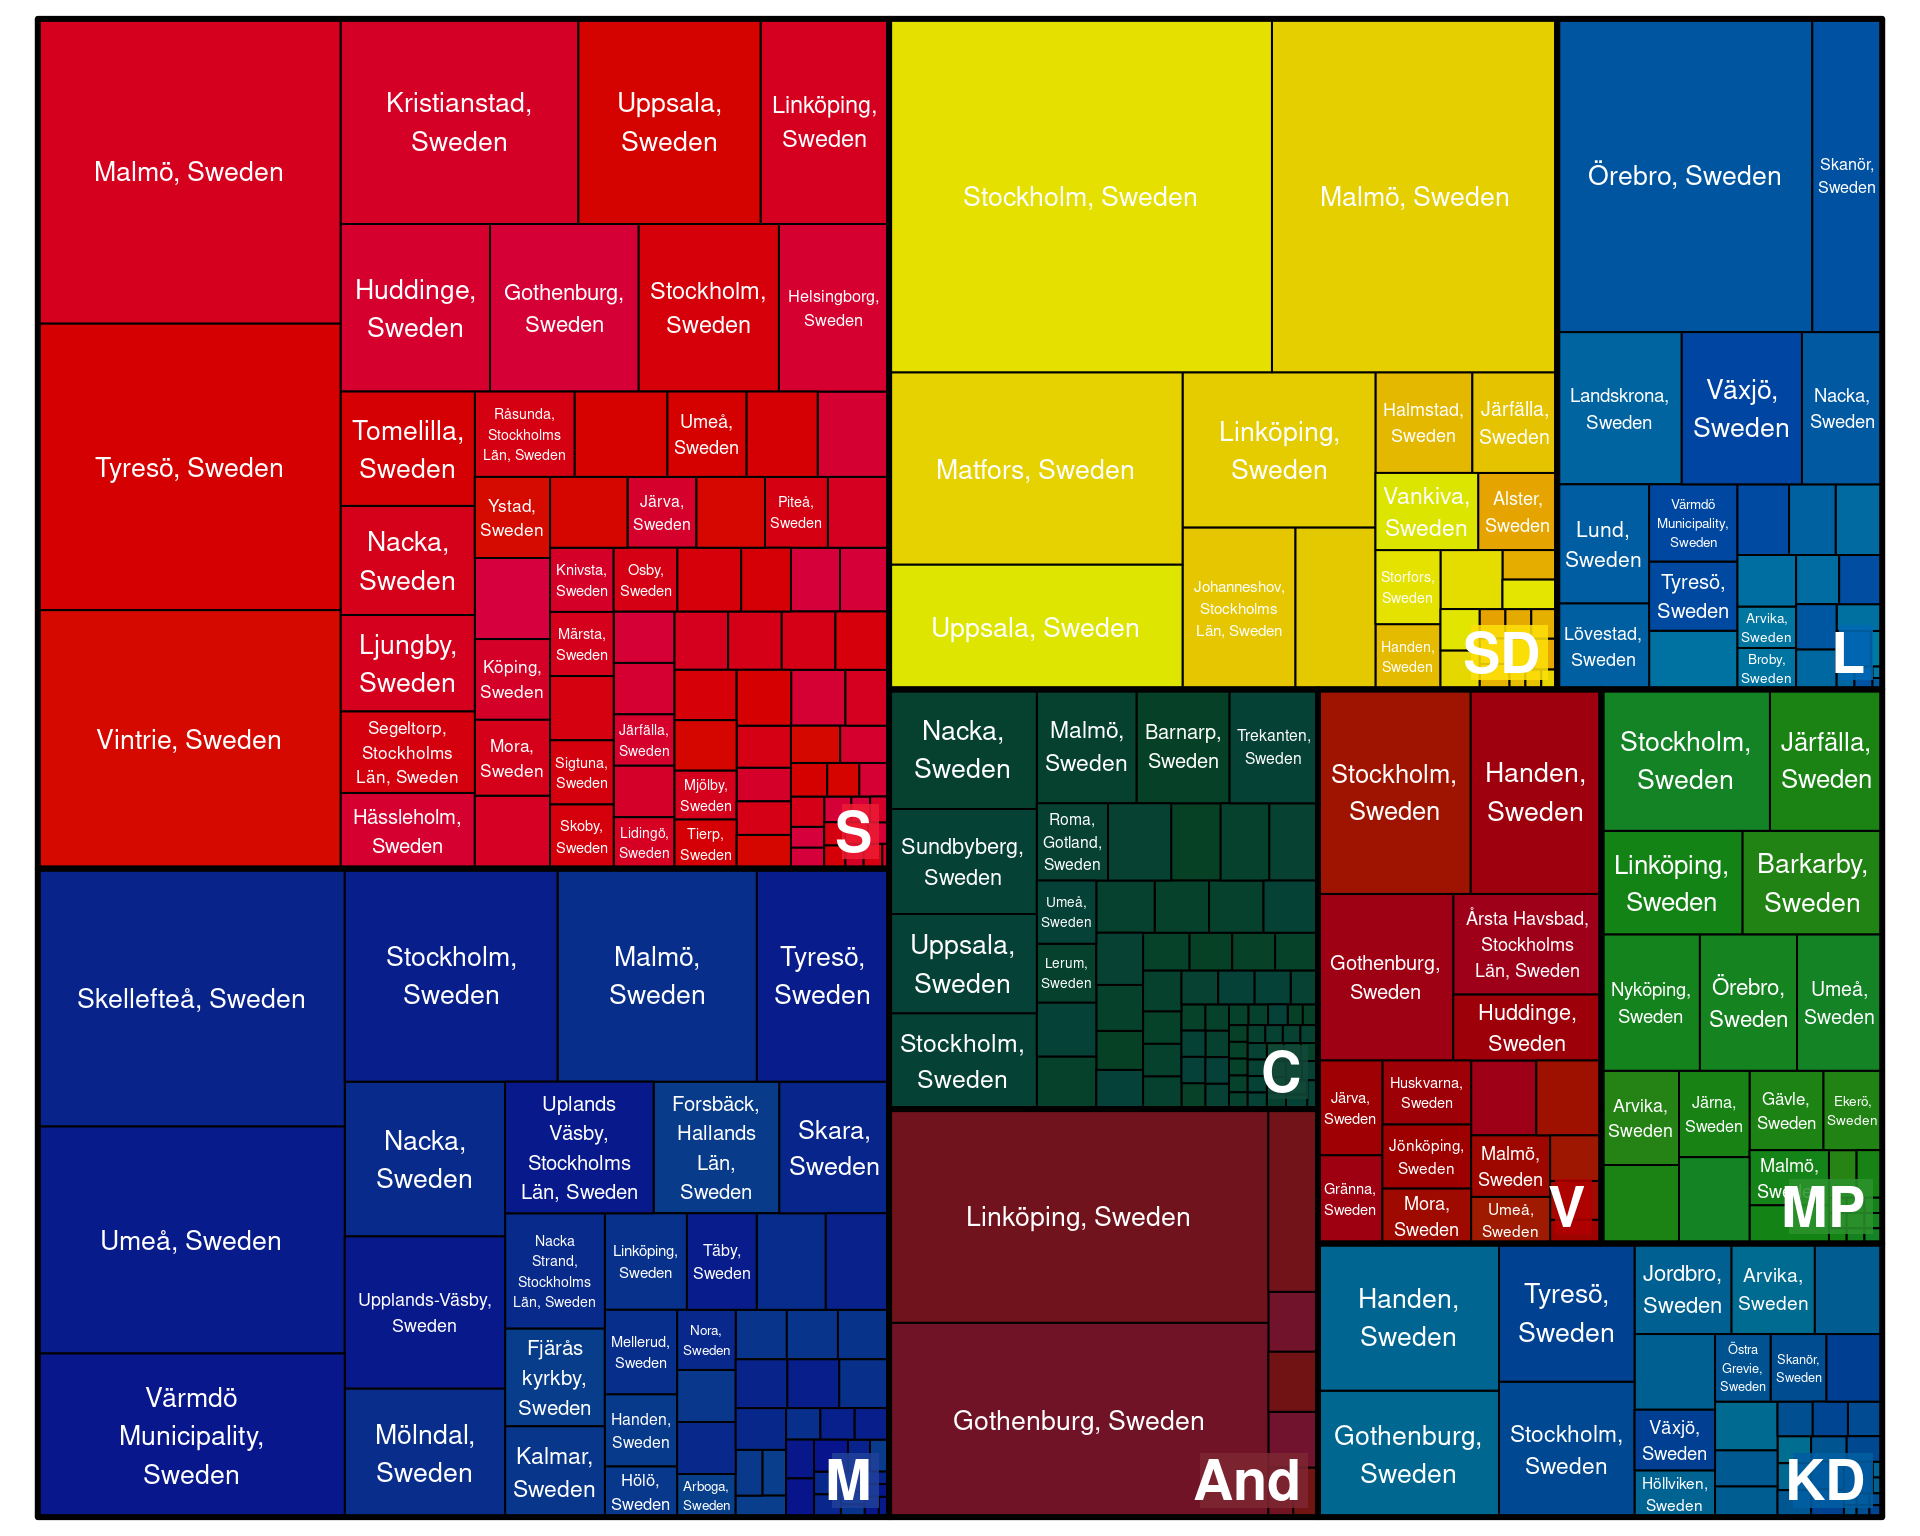 Malmö, Sweden
Tyresö, Sweden
Vintrie, Sweden
Kristianstad,
Sweden
Uppsala,
Sweden
Linköping,
Sweden
Huddinge,
Sweden
Gothenburg,
Sweden
Stockholm,
Sweden
Helsingborg,
Sweden
Tomelilla,
Sweden
Nacka,
Sweden
Ljungby,
Sweden
Segeltorp,
Stockholms
Län, Sweden
Hässleholm,
Sweden
Råsunda,
Stockholms
Län, Sweden
Umeå,
Sweden
Ystad,
Sweden
Järva,
Sweden
Piteå,
Sweden
Köping,
Sweden
Mora,
Sweden
Knivsta,
Sweden
Osby,
Sweden
Märsta,
Sweden
Sigtuna,
Sweden
Skoby,
Sweden
Järfälla,
Sweden
Lidingö,
Sweden
Mjölby,
Sweden
Tierp,
Sweden
S
Skellefteå, Sweden
Umeå, Sweden
Värmdö
Municipality,
Sweden
Stockholm,
Sweden
Malmö,
Sweden
Tyresö,
Sweden
Nacka,
Sweden
Upplands-Väsby,
Sweden
Mölndal,
Sweden
Uplands
Väsby,
Stockholms
Län, Sweden
Forsbäck,
Hallands
Län,
Sweden
Skara,
Sweden
Nacka
Strand,
Stockholms
Län, Sweden
Fjärås
kyrkby,
Sweden
Kalmar,
Sweden
Linköping,
Sweden
Täby,
Sweden
Mellerud,
Sweden
Handen,
Sweden
Hölö,
Sweden
Nora,
Sweden
Arboga,
Sweden
M
Stockholm, Sweden
Malmö, Sweden
Matfors, Sweden
Uppsala, Sweden
Linköping,
Sweden
Johanneshov,
Stockholms
Län, Sweden
Halmstad,
Sweden
Järfälla,
Sweden
Vankiva,
Sweden
Alster,
Sweden
Storfors,
Sweden
Handen,
Sweden
SD
Örebro, Sweden
Skanör,
Sweden
Landskrona,
Sweden
Växjö,
Sweden
Nacka,
Sweden
Lund,
Sweden
Lövestad,
Sweden
Värmdö
Municipality,
Sweden
Tyresö,
Sweden
Arvika,
Sweden
Broby,
Sweden
L
Nacka,
Sweden
Sundbyberg,
Sweden
Uppsala,
Sweden
Stockholm,
Sweden
Malmö,
Sweden
Barnarp,
Sweden
Trekanten,
Sweden
Roma,
Gotland,
Sweden
Umeå,
Sweden
Lerum,
Sweden
C
Linköping, Sweden
Gothenburg, Sweden
And
Stockholm,
Sweden
Handen,
Sweden
Gothenburg,
Sweden
Årsta Havsbad,
Stockholms
Län, Sweden
Huddinge,
Sweden
Järva,
Sweden
Gränna,
Sweden
Huskvarna,
Sweden
Jönköping,
Sweden
Mora,
Sweden
Malmö,
Sweden
Umeå,
Sweden
V
Stockholm,
Sweden
Järfälla,
Sweden
Linköping,
Sweden
Barkarby,
Sweden
Nyköping,
Sweden
Örebro,
Sweden
Umeå,
Sweden
Arvika,
Sweden
Järna,
Sweden
Gävle,
Sweden
Ekerö,
Sweden
Malmö,
Sweden
MP
Handen,
Sweden
Gothenburg,
Sweden
Tyresö,
Sweden
Stockholm,
Sweden
Jordbro,
Sweden
Arvika,
Sweden
Östra
Grevie,
Sweden
Skanör,
Sweden
Växjö,
Sweden
Höllviken,
Sweden
KD